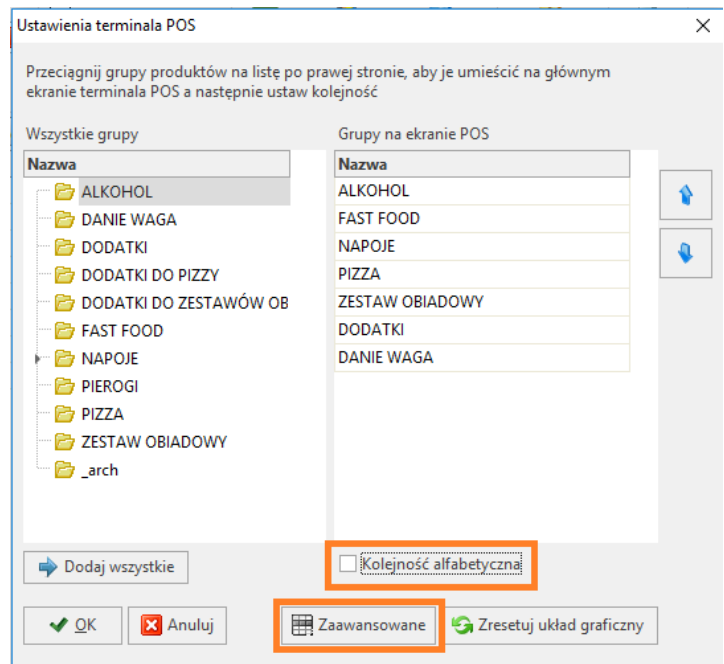 Ustawienia terminala POS
Przeciągnij grupy produktów na listę po prawej stronie, aby je umieścić na głównym
ekranie terminala POS a następnie ustaw kolejność
Wszystkie grupy
Nazwa
ALKOHOL
DANIE WAGA
DODATKI
DODATKI DO PIZZY
DODATKI DO ZESTAWÓW OB
FAST FOOD
NAPOJE
PIEROGI
PIZZA
ZESTAW OBIADOWY
_arch
Grupy na ekranie POS
Nazwa
ALKOHOL
FAST FOOD
NAPOJE
PIZZA
ZESTAW OBIADOWY
DODATKI
DANIE WAGA
Dodaj wszystkie
Kolejność alfabetyczna
OK
Anuluj
Zaawansowane
Zresetuj układ graficzny